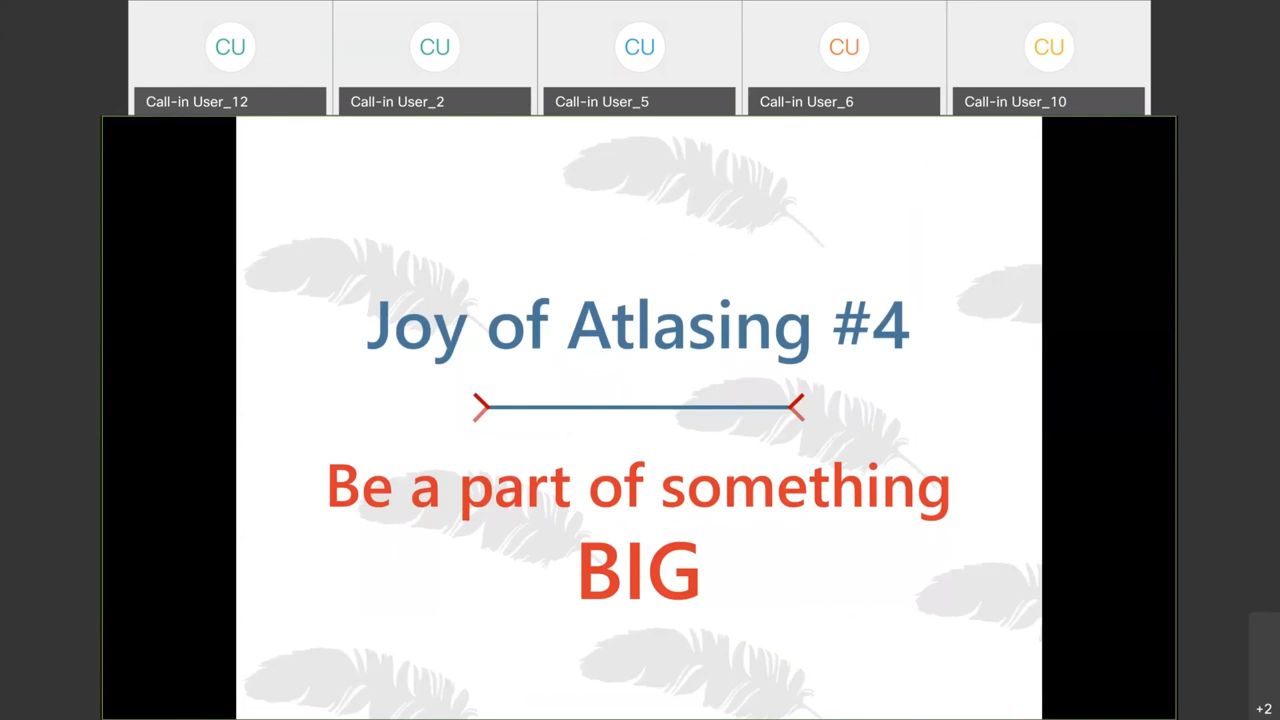 CU CU CU CU CU
Call-in User_12 Call-in User_2 Call-in User_5 Call-in User_6 Call-in User_10
Joy of Atlasing #4
Be a part of something
BIG
+2